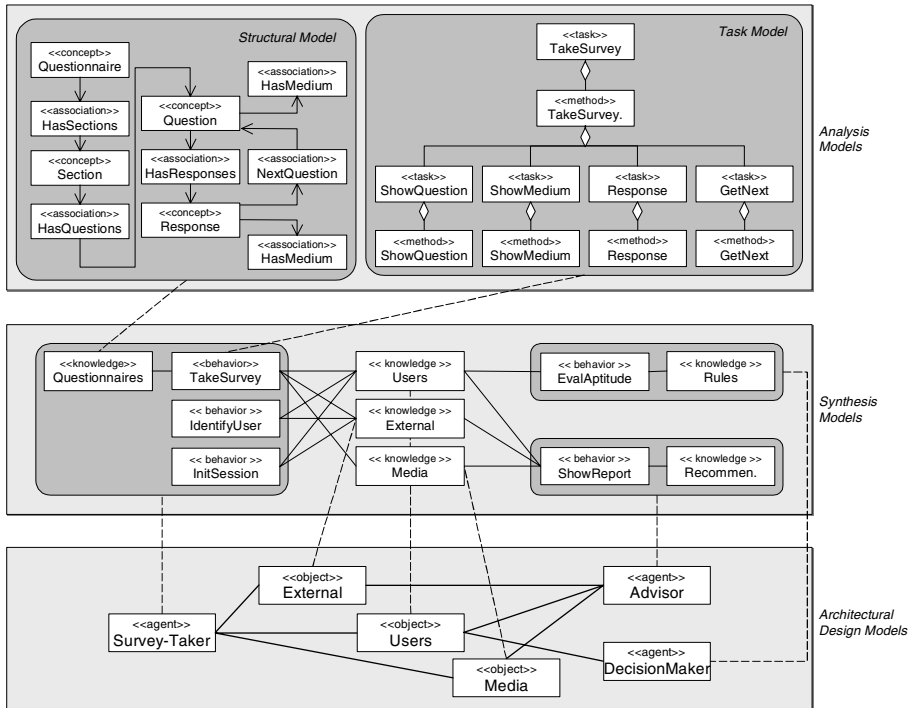 Structural Model
<<concept>>
Questionnaire
<<association>>
HasSections
<<concept>>
Section
<<association>>
HasQuestions
<<concept>>
Question
<<association>>
HasResponses
<<concept>>
Response
<<association>>
HasMedium
<<association>>
NextQuestion
<<association>>
HasMedium
Task Model
<<task>>
TakeSurvey
<<method>>
TakeSurvey.
<<task>>
ShowQuestion
<<task>>
ShowMedium
<<task>>
Response
<<task>>
GetNext
<<method>>
ShowQuestion
<<method>>
ShowMedium
<<method>>
Response
<<method>>
GetNext
Analysis
Models
<<knowledge>>
Questionnaires
<<behavior>>
TakeSurvey
<< behavior >>
IdentifyUser
<< behavior >>
InitSession
<< knowledge >>
Users
<< knowledge >>
External
<< knowledge >>
Media
<< behavior >>
EvalAptitude
<< knowledge >>
Rules
<< behavior >>
ShowReport
<< knowledge >>
Recommen.
Synthesis
Models
<<agent>>
Survey-Taker
<<object>>
External
<<object>>
Users
<<object>>
Media
<<agent>>
Advisor
<<agent>>
DecisionMaker
Architectural
Design Models